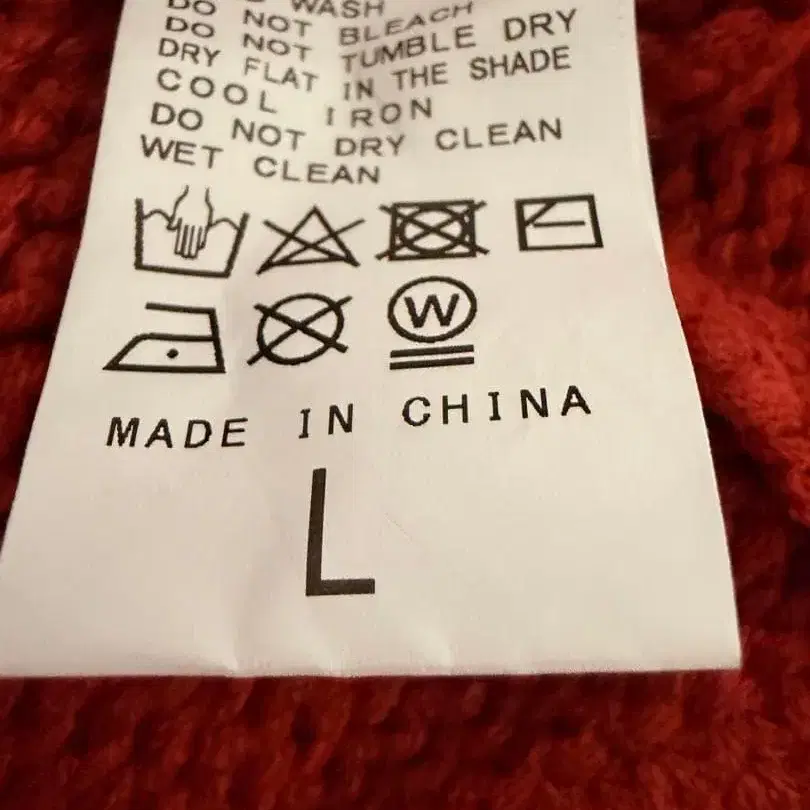 WASH
DO NOT BLEACH
DO NOT TUMBLE DRY
DRY FLAT IN THE SHADE
COOL IRON
DO NOT DRY CLEAN
WET CLEAN
W
MADE IN CHINA
L